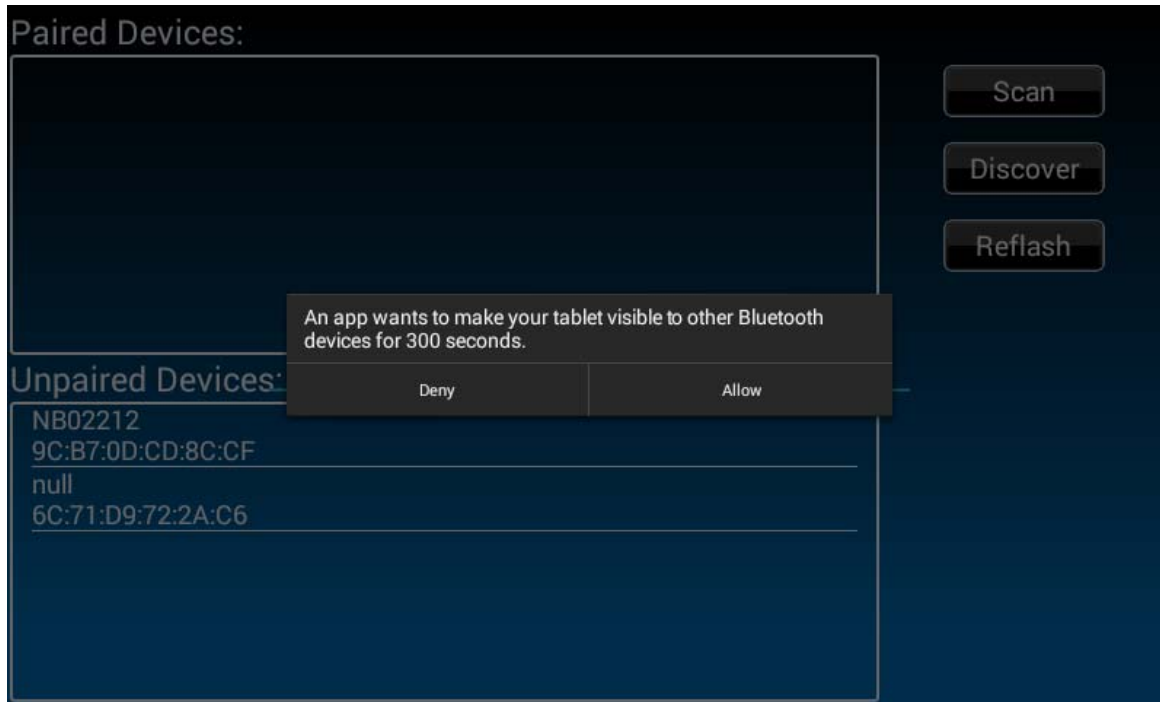 Paired Devices:
Scan
Discover
Reflash
An app wants to make your tablet visible to other Bluetooth
devices for 300 seconds.
Deny
Allow
Unpaired Devices:
NB02212
9C:B7:0D:CD:8C:CF
null
6C:71:D9:72:2A:C6